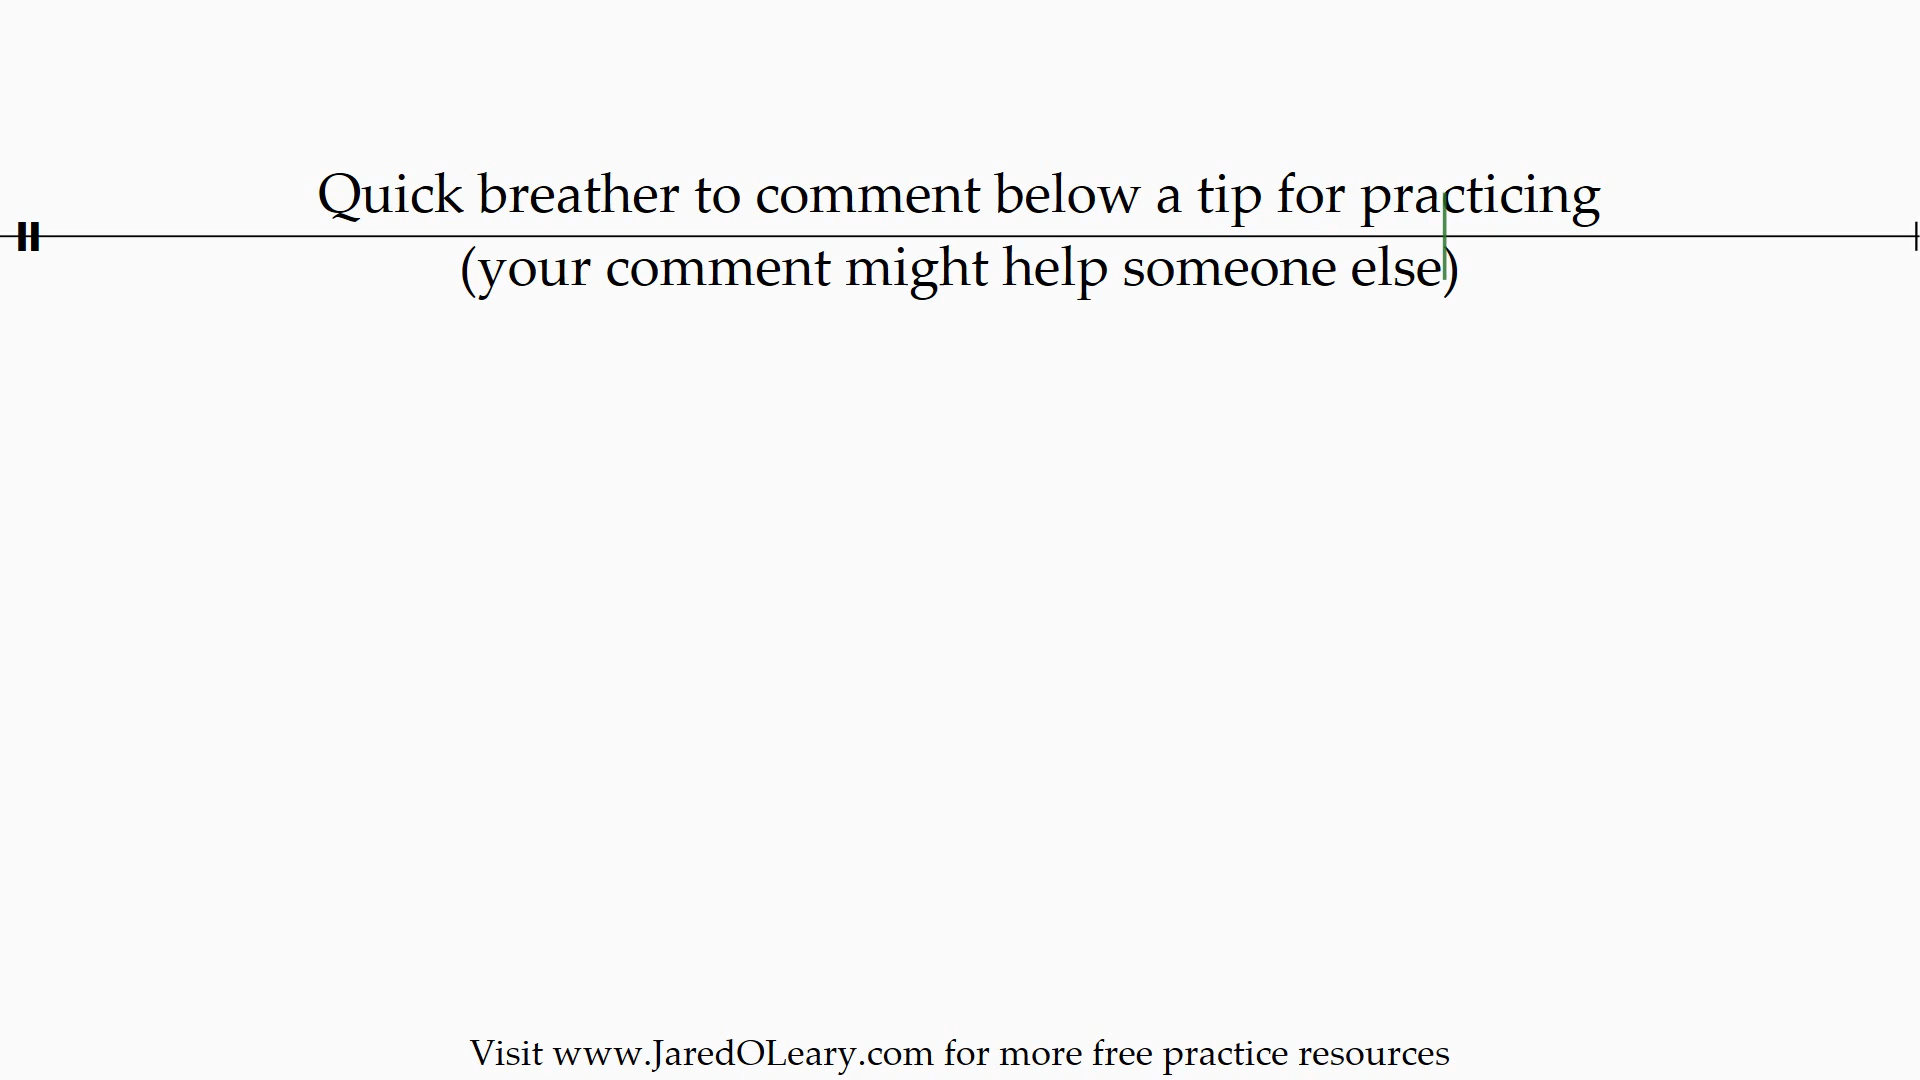 Quick breather to comment below a tip for practicing
(your comment might help someone else)
Visit www.JaredOLeary.com for more free practice resources